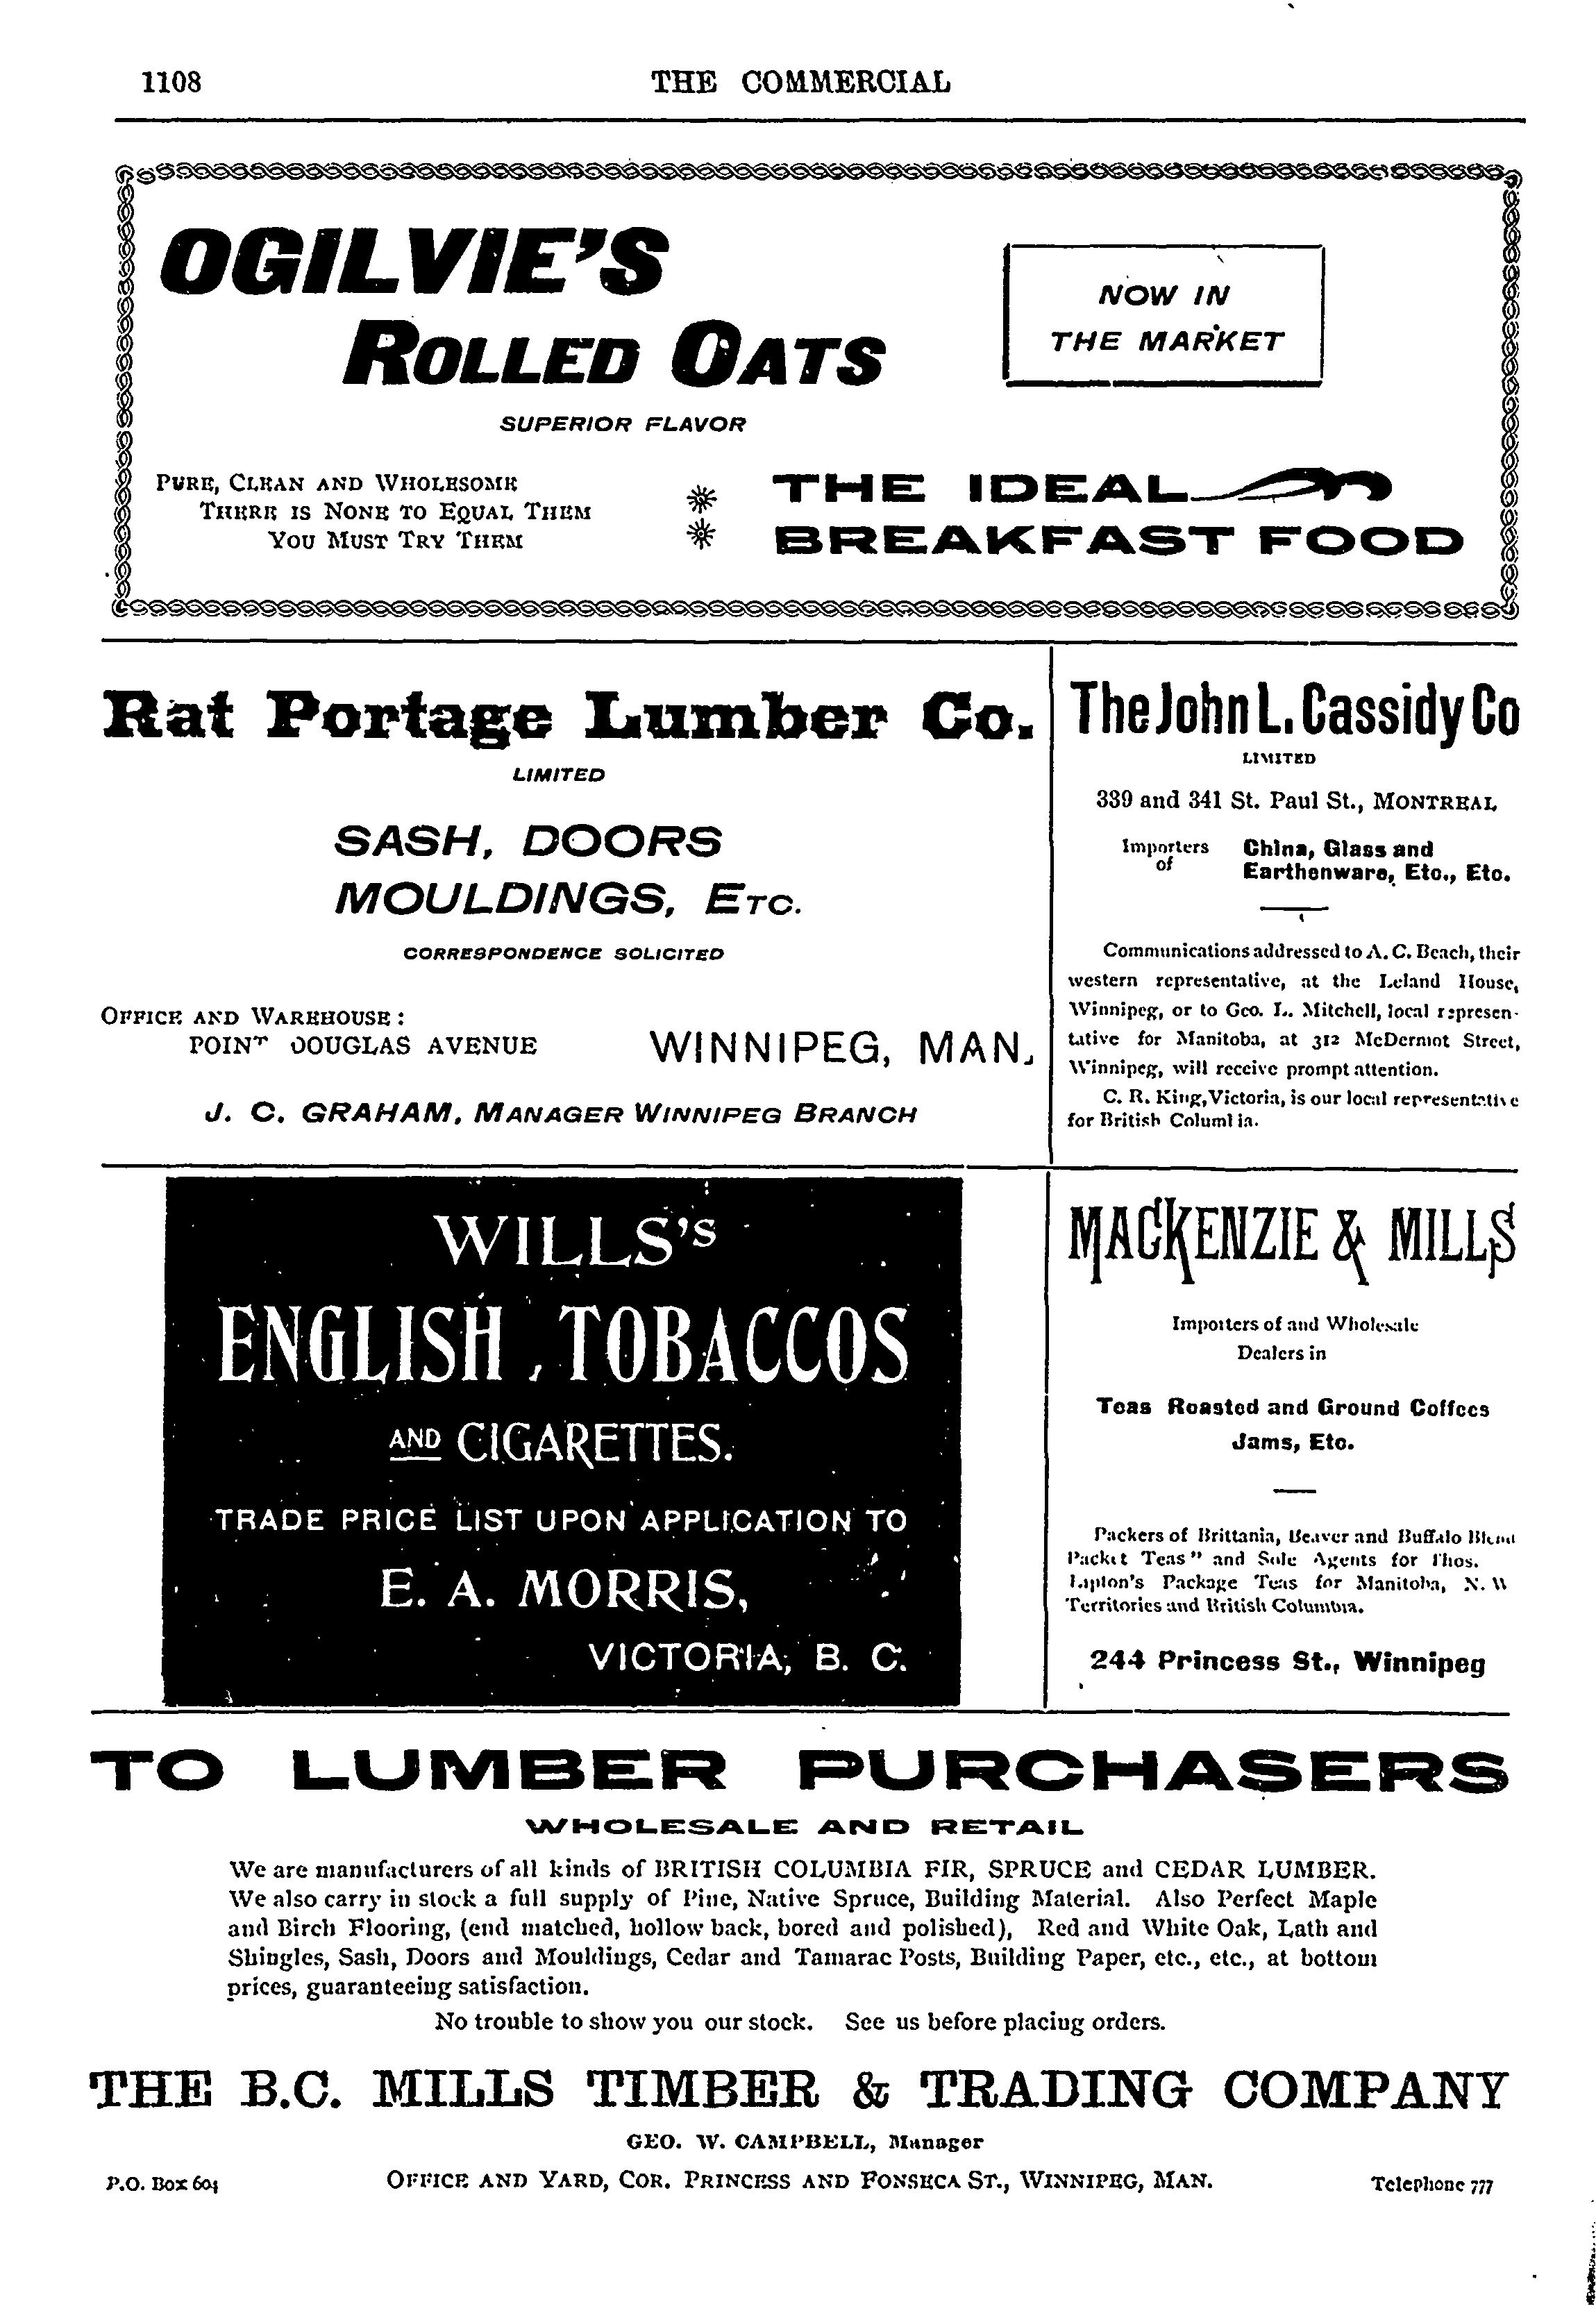 1108
THE COMMERCIAL
OGILVIE'S
ROLLED OATS
SUPERIOR FLAVOR
NOW IN
THE MARKET
PURE, CLEAN AND WHOLESOME
THERE IS NONE TO EQUAL THEM
YOU MUST TRY THEM
THE IDEAL
BREAKFAST FOOD
Rat Portage Lumber Co.
LIMITED
SASH, DOORS
MOULDINGS, ETC.
CORRESPONDENCE SOLICITED
OFFICE AND WAREHOUSE:
POINT DOUGLAS AVENUE
WINNIPEG, MAN.
J. C. GRAHAM, MANAGER WINNIPEG BRANCH
The John L. Cassidy Co
LIMITED
339 and 341 St. Paul St., MONTREAL
Importers
of
China, Glass and
Earthenware, Etc., Etc.
Communications addressed to A. C. Beach, their
western representative, at the Leland House,
Winnipeg, or to Geo. L. Mitchell, local represen-
tative for Manitoba, at 312 McDermot Street,
Winnipeg, will receive prompt attention.
C. R. King, Victoria, is our local representative
for British Columbia.
WILLS'S
ENGLISH TOBACCOS
AND CIGARETTES.
TRADE PRICE LIST UPON APPLICATION TO
E. A. MORRIS,
VICTORIA, B. C.
MACKENZIE & MILLS
Importers of and Wholesale
Dealers in
Teas Roasted and Ground Coffees
Jams, Etc.
Packers of Brittania, Beaver and Buffalo Blend
Packet Teas" and Sole Agents for Thos.
Lipton's Package Teas for Manitoba, N. W
Territories and British Columbia.
244 Princess St., Winnipeg
TO LUMBER PURCHASERS
WHOLESALE AND RETAIL
We are manufacturers of all kinds of BRITISH COLUMBIA FIR, SPRUCE and CEDAR LUMBER.
We also carry in stock a full supply of Pine, Native Spruce, Building Material. Also Perfect Maple
and Birch Flooring, (end matched, hollow back, bored and polished), Red and White Oak, Lath and
Shingles, Sash, Doors and Mouldings, Cedar and Tamarac Posts, Building Paper, etc., etc., at bottom
prices, guaranteeing satisfaction.
No trouble to show you our stock. See us before placing orders.
THE B.C. MILLS TIMBER & TRADING COMPANY
GEO. W. CAMPBELL, Manager
P.O. Box 604
OFFICE AND YARD, COR. PRINCESS AND FONSECA ST., WINNIPEG, MAN.
Telephone 777